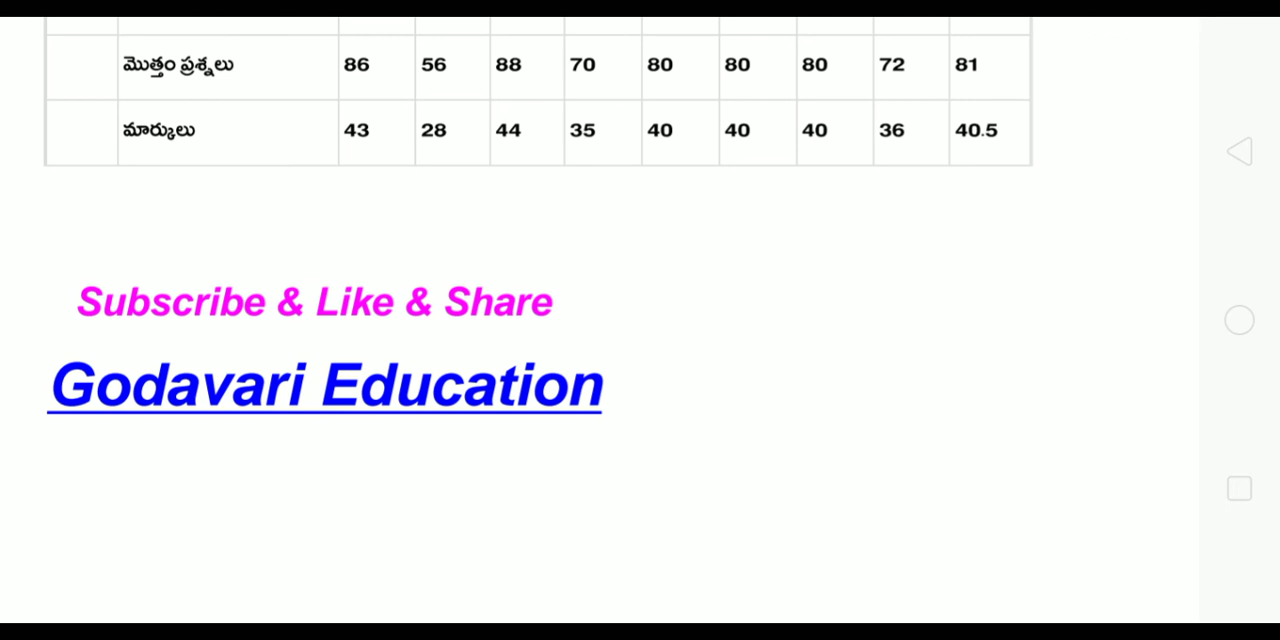 మొత్తం ప్రశ్నలు 86 56 88 70 80 80 80 72 81
మార్కులు 43 28 44 35 40 40 40 36 40.5
Subscribe & Like & Share
Godavari Education